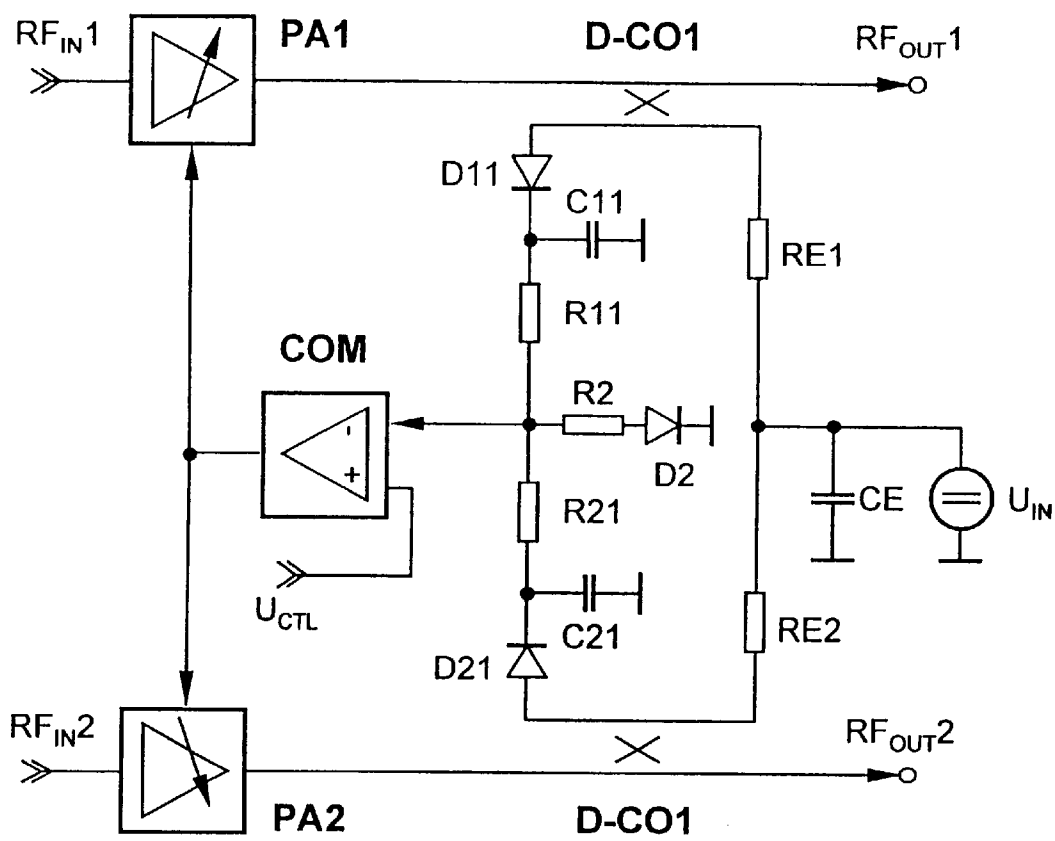 RF_IN1 PA1 D-CO1 RF_OUT1
D11
C11
RE1
R11
COM
R2
-
+
D2
R21
CE U_IN
U_CTL
C21
RE2
D21
RF_IN2
RF_OUT2
PA2 D-CO1